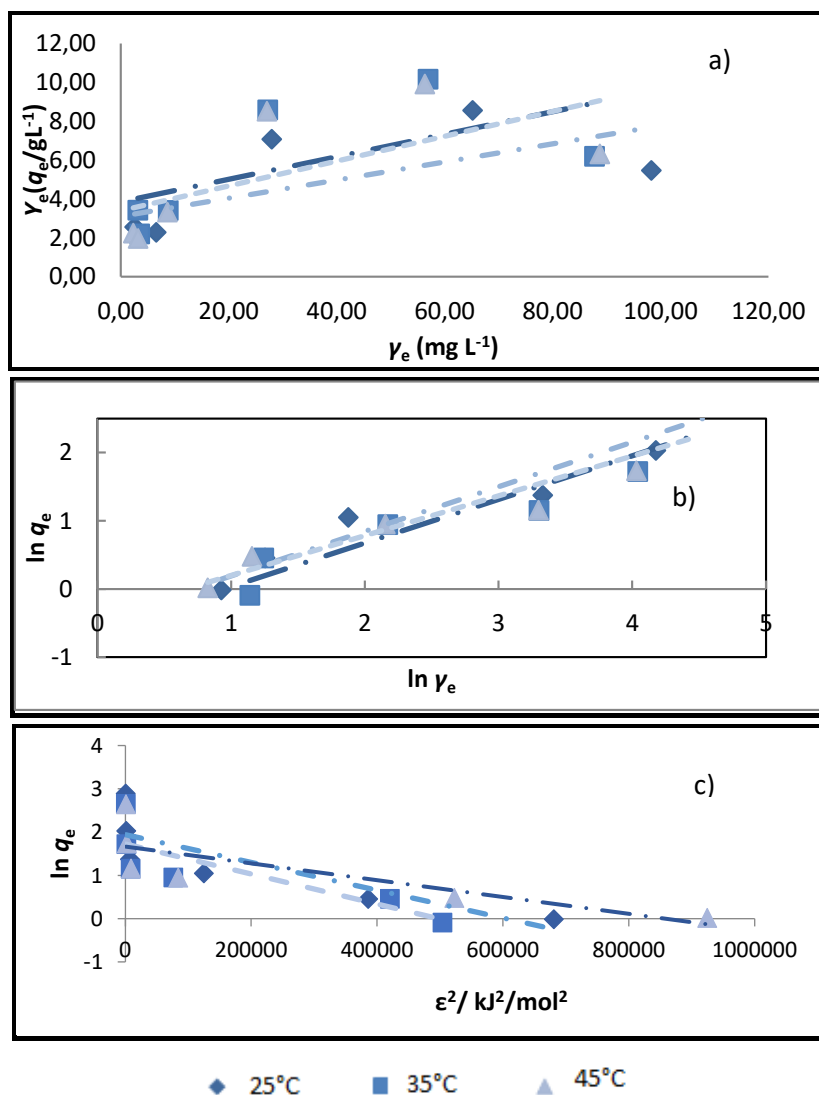 a)
12,00
10,00
8,00
6,00
4,00
2,00
0,00
0,00 20,00 40,00 60,00 80,00 100,00 120,00
Yₑ(qₑ/gL⁻¹)
γₑ (mg L⁻¹)
b)
2
1
0
-1
0 1 2 3 4 5
ln qₑ
ln γₑ
c)
4
3
2
1
0
-1
0 200000 400000 600000 800000 1000000
ln qₑ
ε²/ kJ²/mol²
25°C 35°C 45°C